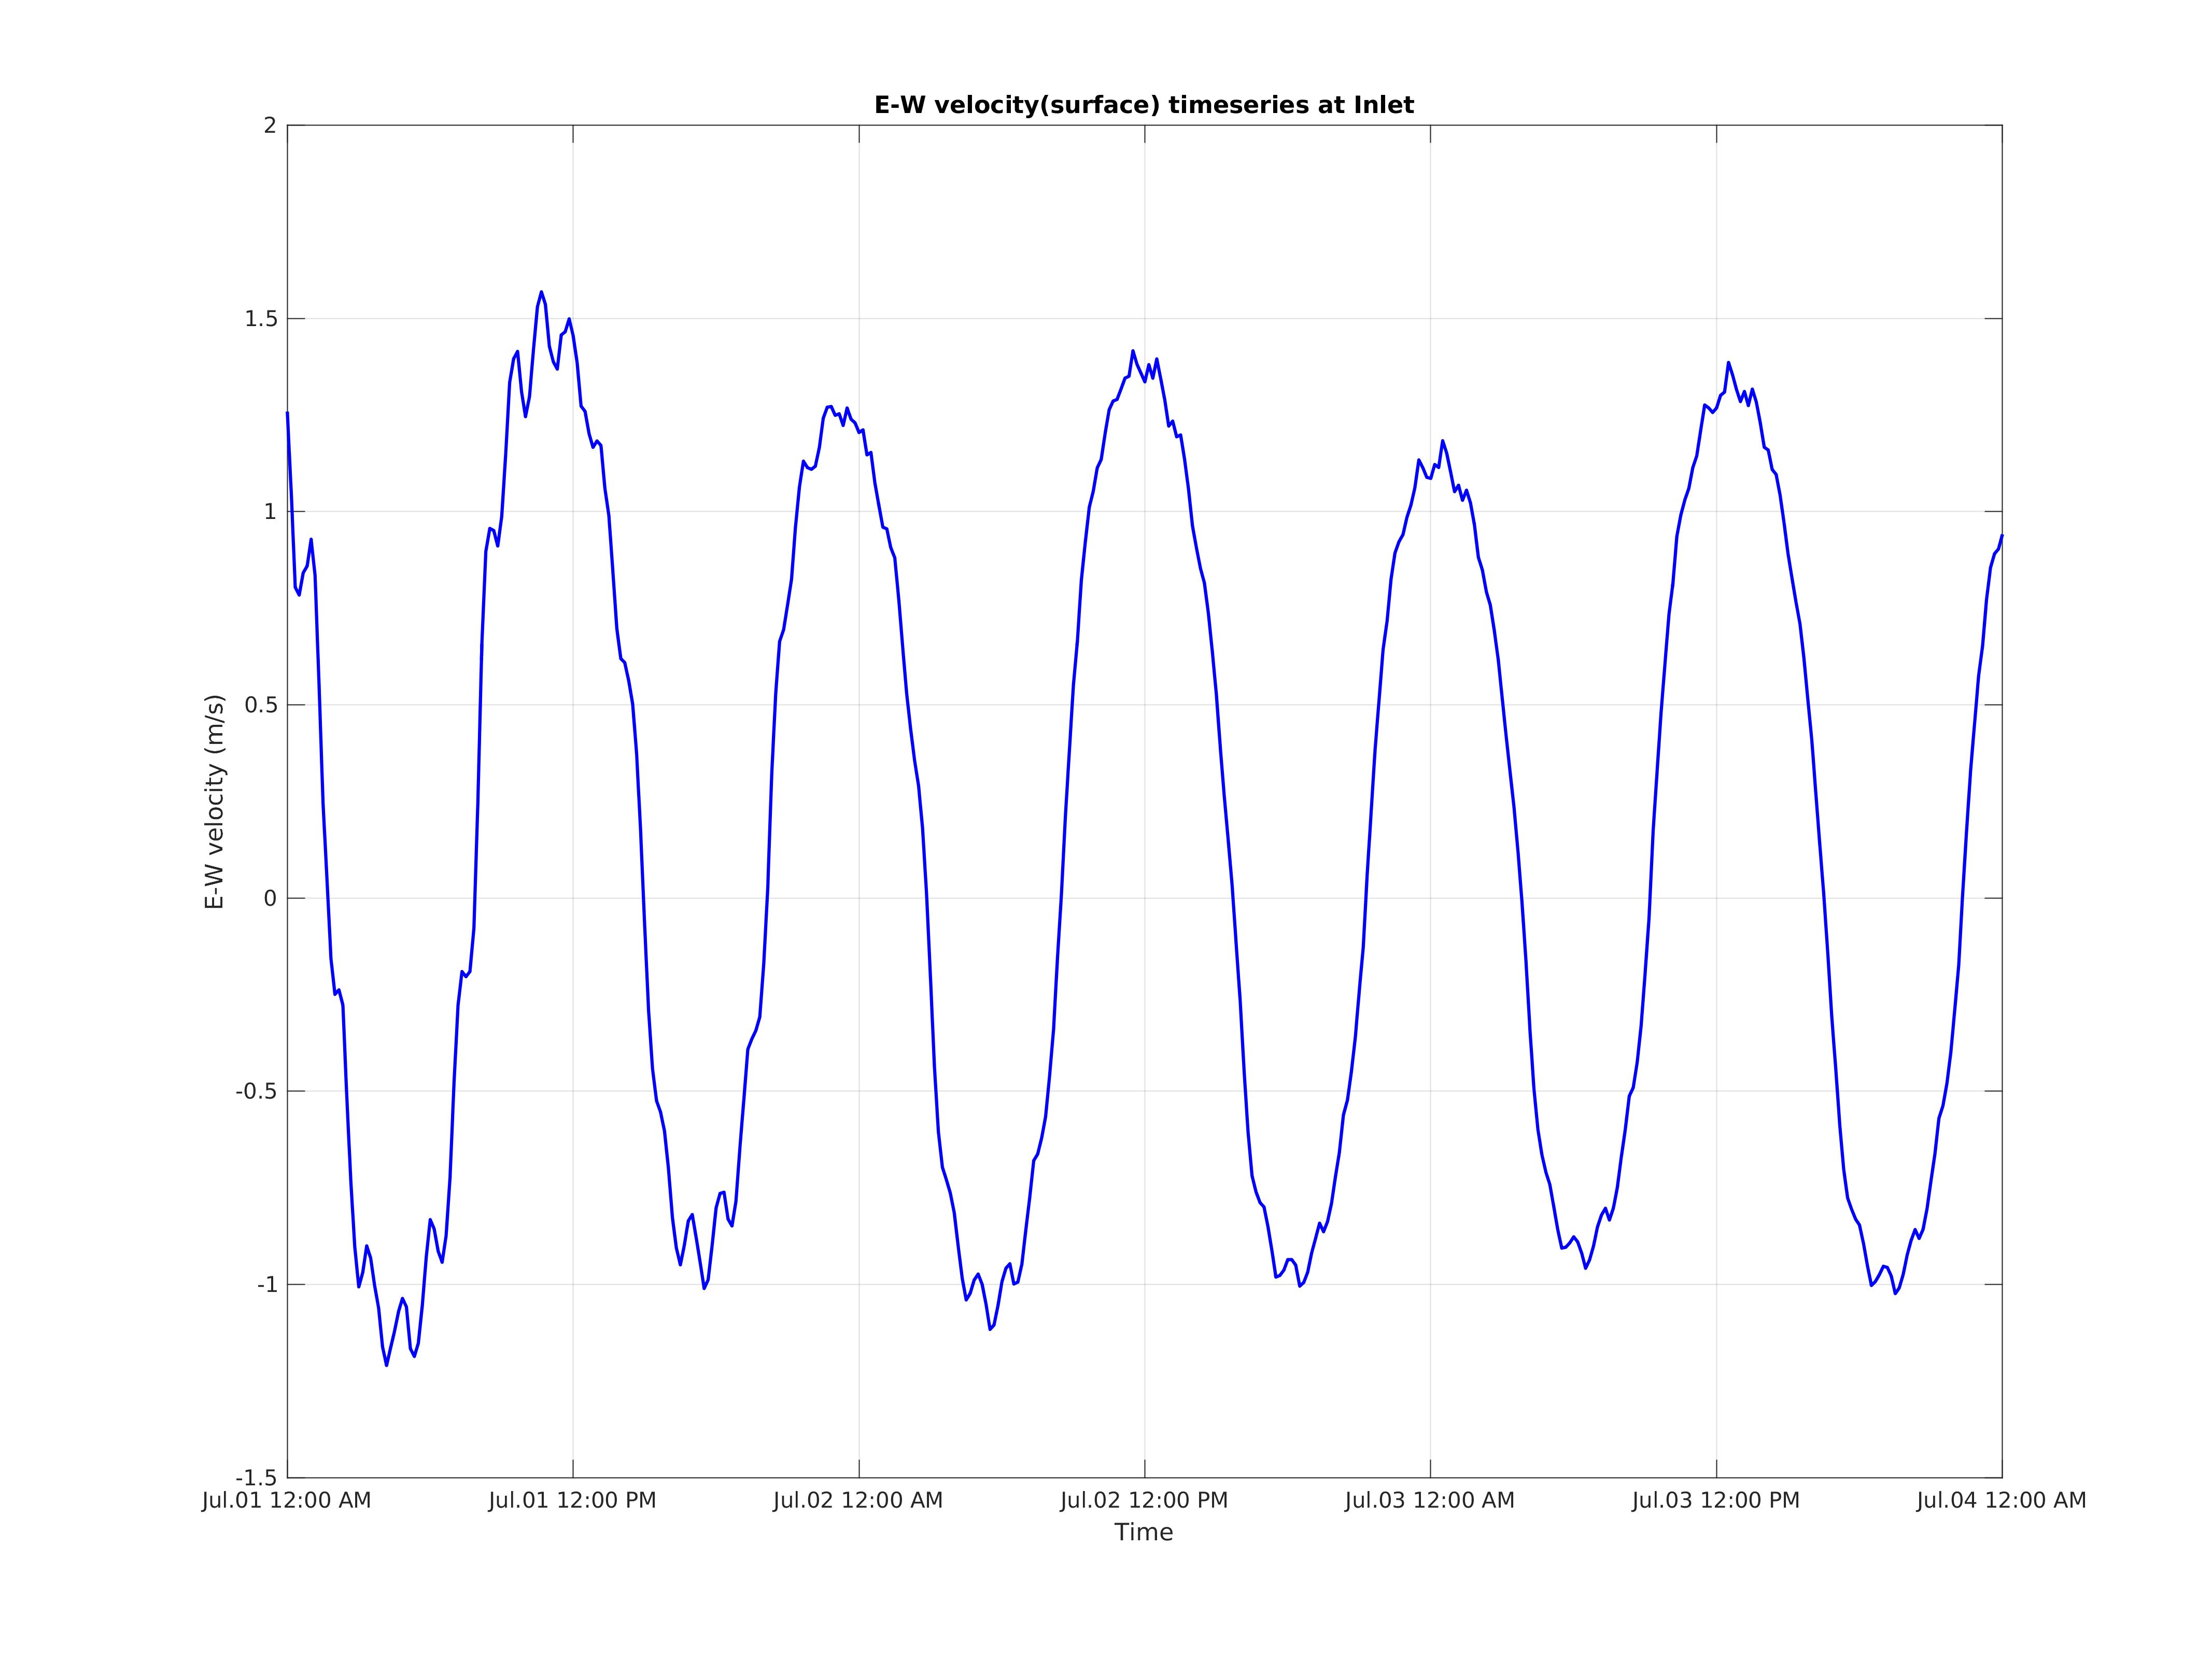 E-W velocity(surface) timeseries at Inlet
2
1.5
1
0.5
0
-0.5
-1
-1.5
E-W velocity (m/s)
Jul.01 12:00 AM Jul.01 12:00 PM Jul.02 12:00 AM Jul.02 12:00 PM Jul.03 12:00 AM Jul.03 12:00 PM Jul.04 12:00 AM
Time